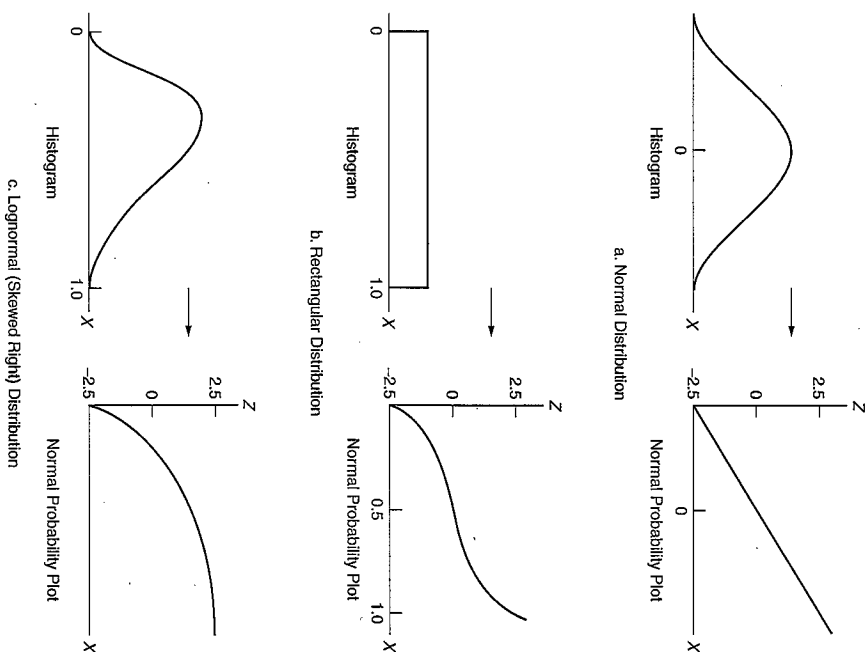 Z
2.5
0
-2.5
X
X
0
0
Histogram
Normal Probability Plot
a. Normal Distribution
Z
2.5
0
-2.5
X
X
0
1.0
0.5
1.0
Histogram
Normal Probability Plot
b. Rectangular Distribution
Z
2.5
0
-2.5
X
X
0
1.0
Histogram
Normal Probability Plot
c. Lognormal (Skewed Right) Distribution